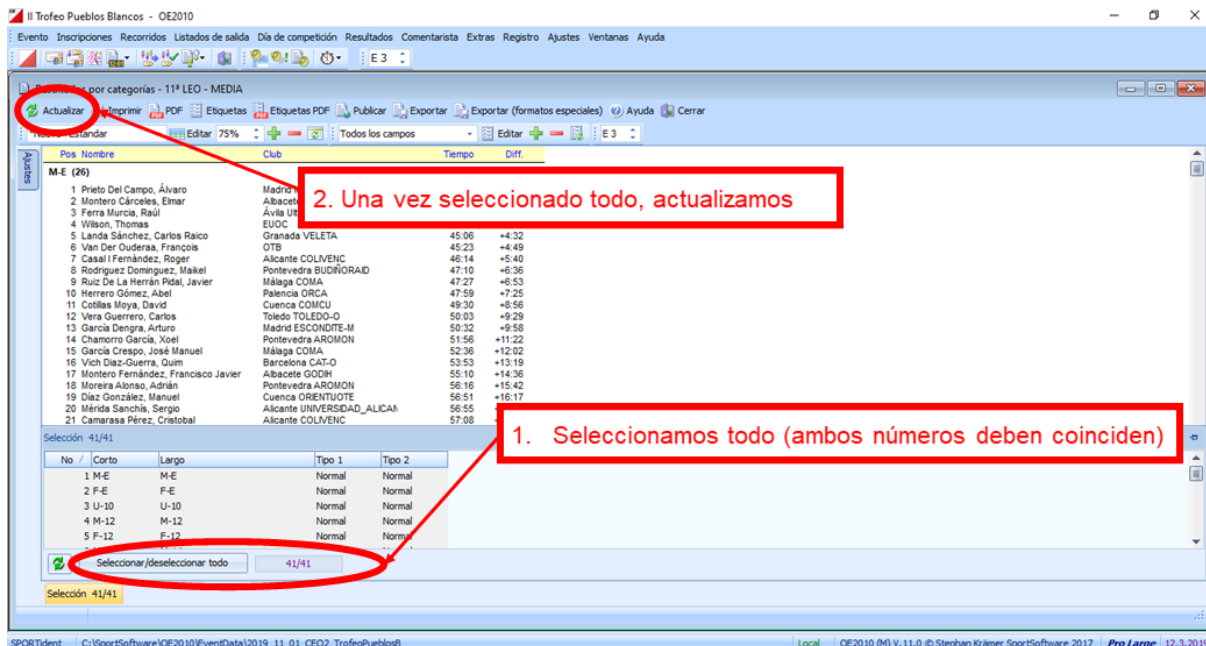 II Trofeo Pueblos Blancos - OE2010
Evento Inscripciones Recorridos Listados de salida Día de competición Resultados Comentarista Extras Registro Ajustes Ventanas Ayuda
E 3
por categorías - 11ª LEO - MEDIA
Actualizar Imprimir PDF Etiquetas Etiquetas PDF Publicar Exportar Exportar (formatos especiales) Ayuda Cerrar
Estándar Editar 75% Todos los campos Editar E 3
Ajustes
Pos Nombre Club Tiempo Diff.
M-E (26)
1 Prieto Del Campo, Álvaro Madrid
2 Montero Cárceles, Elmar Albacete
3 Ferra Murcia, Raúl Ávila
4 Wilson, Thomas EUOC
2. Una vez seleccionado todo, actualizamos
5 Landa Sánchez, Carlos Raico Granada VELETA 45:06 +4:32
6 Van Der Ouderaa, François OTB 45:23 +4:49
7 Casal I Fernàndez, Roger Alicante COLIVENC 46:14 +5:40
8 Rodriguez Dominguez, Maikel Pontevedra BUDIÑORAID 47:10 +6:36
9 Ruiz De La Herrán Pidal, Javier Málaga COMA 47:27 +6:53
10 Herrero Gómez, Abel Palencia ORCA 47:59 +7:25
11 Cotillas Moya, David Cuenca COMCU 49:30 +8:56
12 Vera Guerrero, Carlos Toledo TOLEDO-O 50:03 +9:29
13 García Dengra, Arturo Madrid ESCONDITE-M 50:32 +9:58
14 Chamorro García, Xoel Pontevedra AROMON 51:56 +11:22
15 García Crespo, José Manuel Málaga COMA 52:36 +12:02
16 Vich Diaz-Guerra, Quim Barcelona CAT-O 53:53 +13:19
17 Montero Fernández, Francisco Javier Albacete GODIH 55:10 +14:36
18 Moreira Alonso, Adrián Pontevedra AROMON 56:16 +15:42
19 Díaz González, Manuel Cuenca ORIENTIJOTE 56:51 +16:17
20 Mérida Sanchís, Sergio Alicante UNIVERSIDAD_ALICAN 56:55
21 Camarasa Pérez, Cristobal Alicante COLIVENC 57:08
1. Seleccionamos todo (ambos números deben coinciden)
Selección 41/41
No Corto Largo Tipo 1 Tipo 2
1 M-E M-E Normal Normal
2 F-E F-E Normal Normal
3 U-10 U-10 Normal Normal
4 M-12 M-12 Normal Normal
5 F-12 F-12 Normal Normal
Seleccionar/deseleccionar todo 41/41
Selección 41/41
SPORTident C:\SportSoftware\OE2010\EventData\2019_11_01_CEO2_TrofeoPueblosB Local OE2010 (M) V.11.0 © Stephan Krämer SportSoftware 2017 Pro Large 12.3.2019